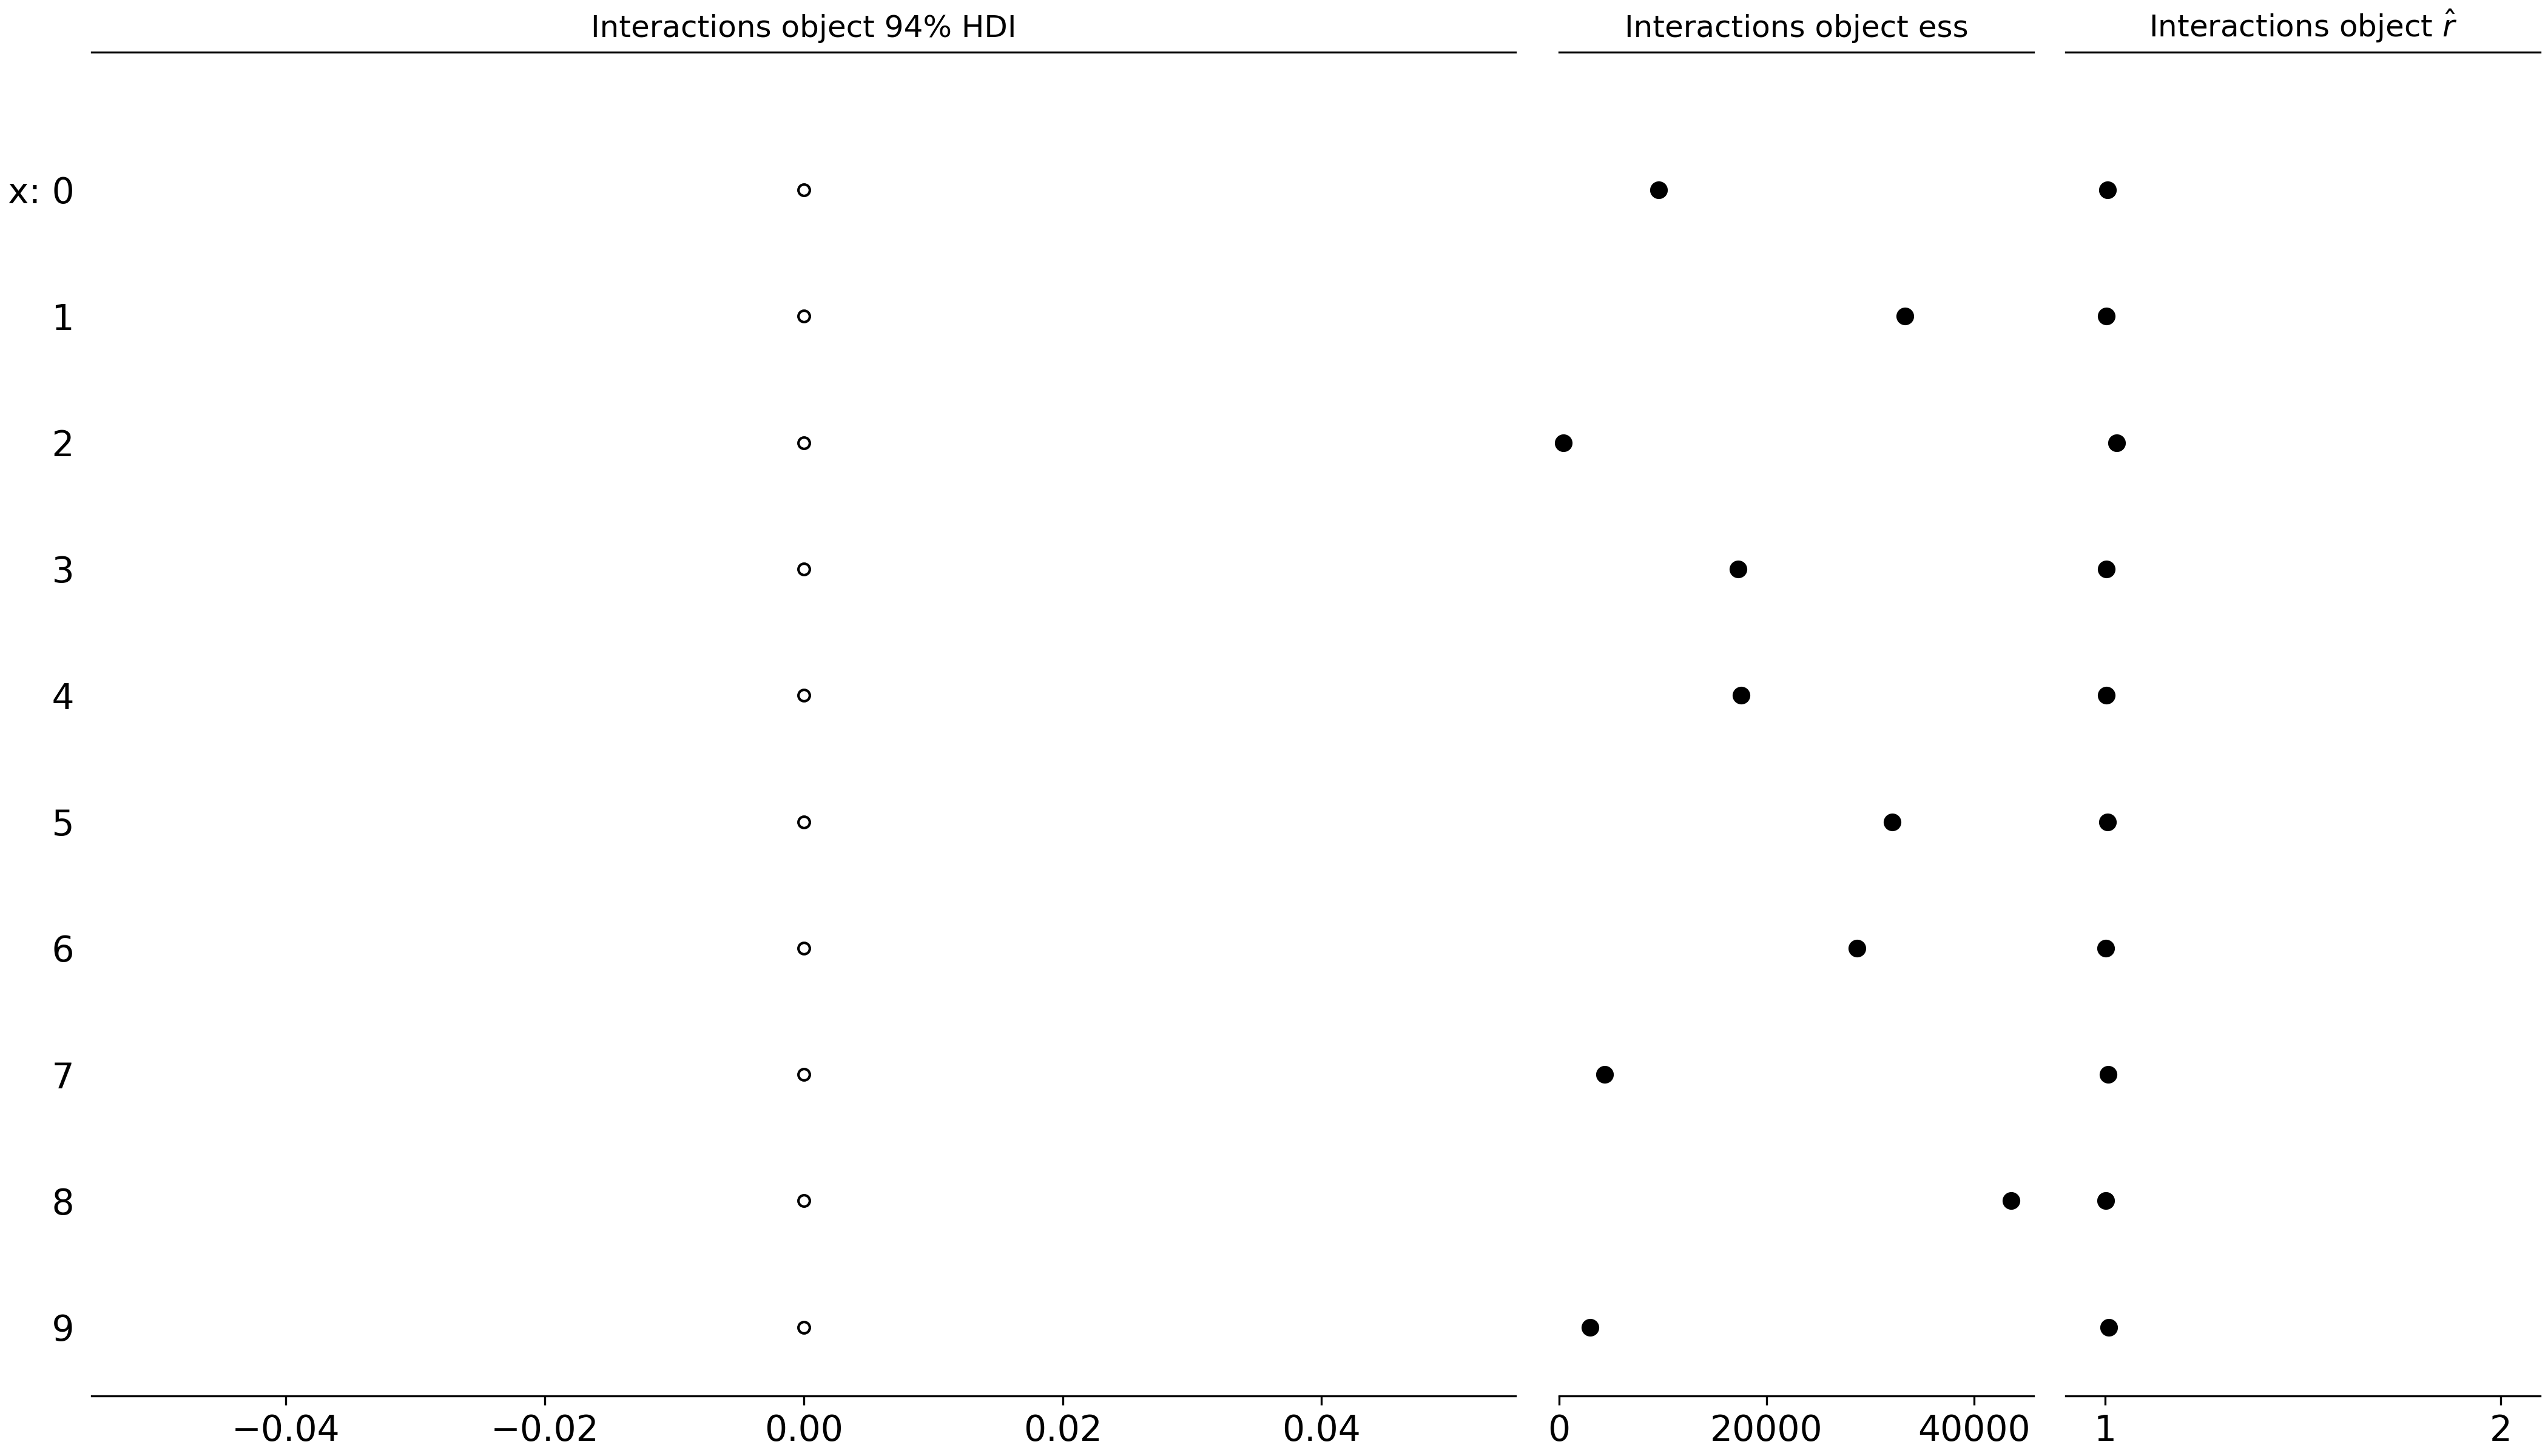 Interactions object 94% HDI
Interactions object ess
Interactions object r̂
x: 0
1
2
3
4
5
6
7
8
9
−0.04 −0.02 0.00 0.02 0.04
0 20000 40000
1 2